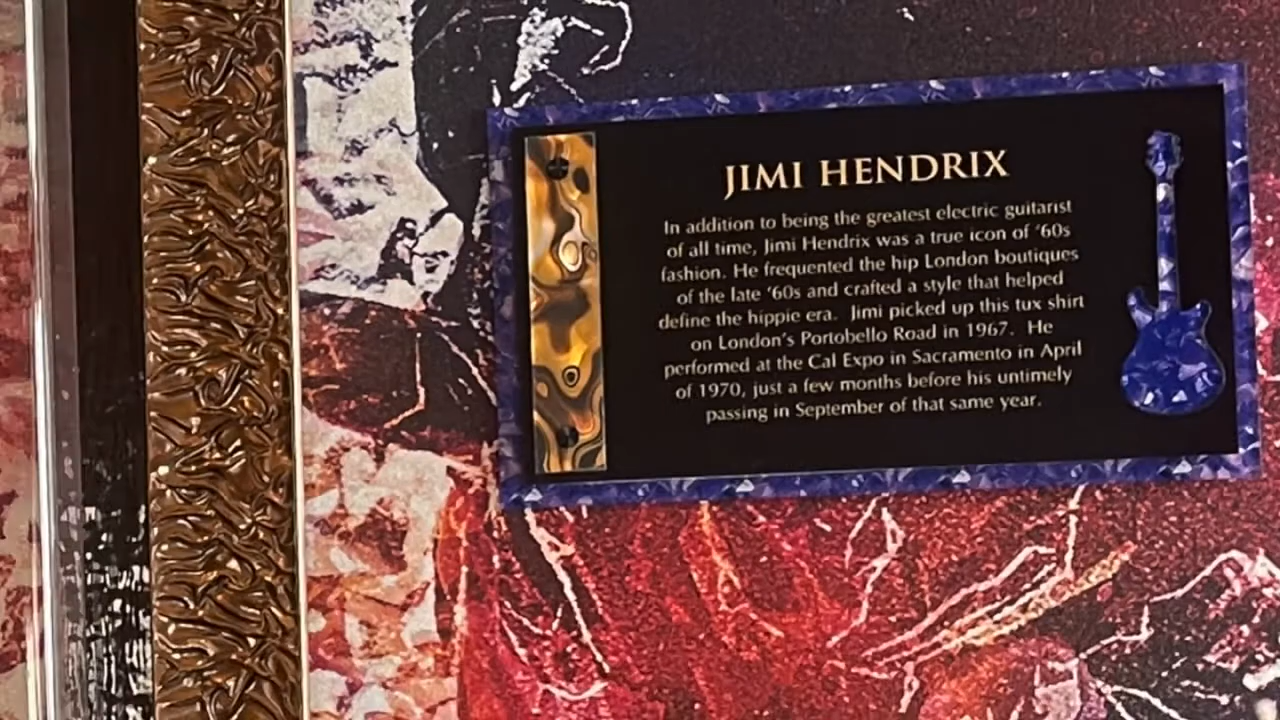 JIMI HENDRIX
In addition to being the greatest electric guitarist
of all time, Jimi Hendrix was a true icon of ‘60s
fashion. He frequented the hip London boutiques
of the late ‘60s and crafted a style that helped
define the hippie era. Jimi picked up this tux shirt
on London’s Portobello Road in 1967. He
performed at the Cal Expo in Sacramento in April
of 1970, just a few months before his untimely
passing in September of that same year.